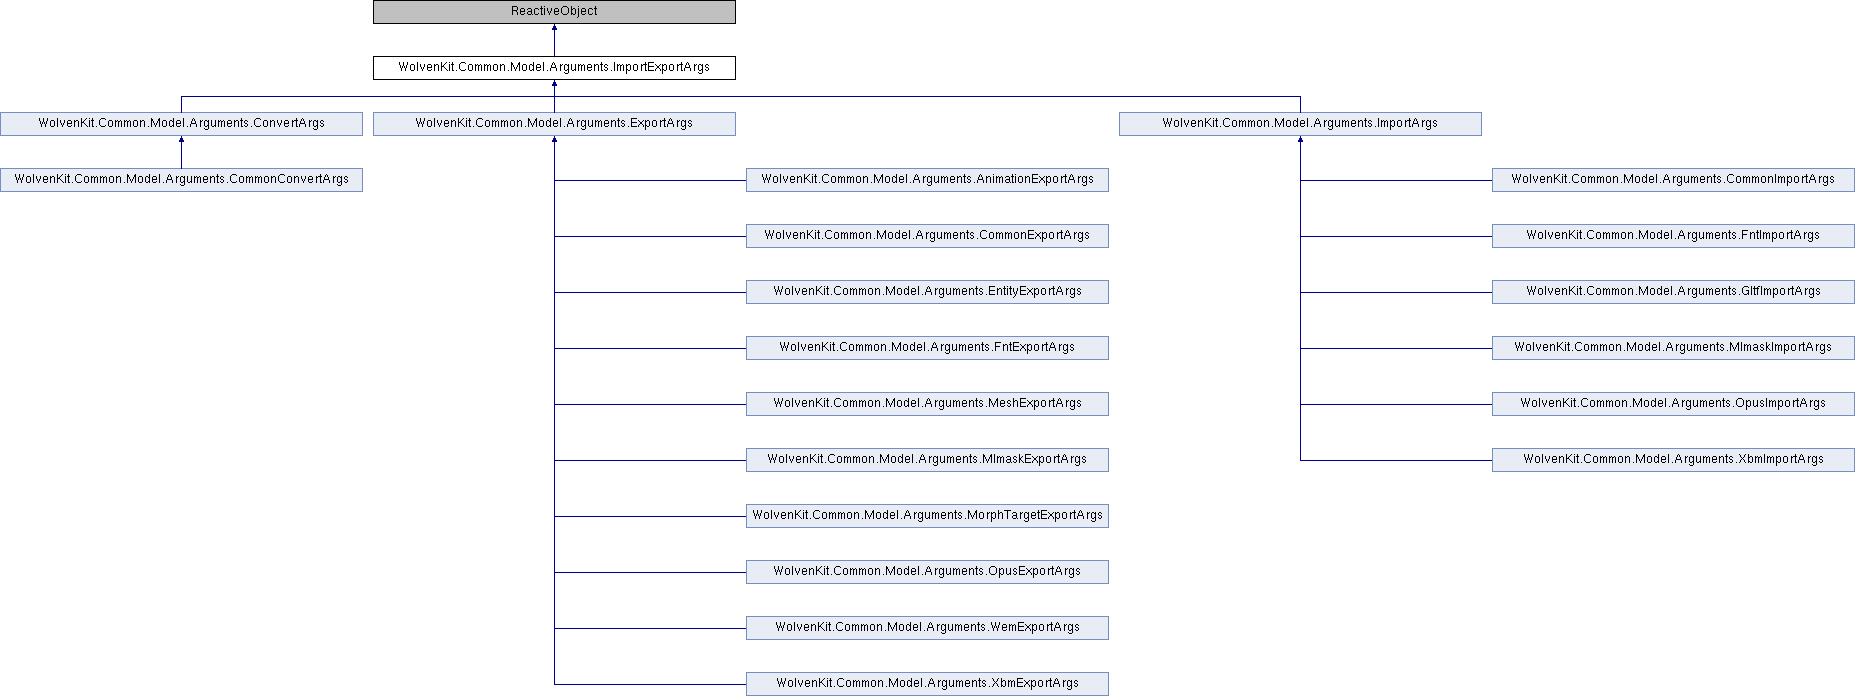 ReactiveObject
WolvenKit.Common.Model.Arguments.ImportExportArgs
WolvenKit.Common.Model.Arguments.ConvertArgs
WolvenKit.Common.Model.Arguments.ExportArgs
WolvenKit.Common.Model.Arguments.ImportArgs
WolvenKit.Common.Model.Arguments.CommonConvertArgs
WolvenKit.Common.Model.Arguments.AnimationExportArgs
WolvenKit.Common.Model.Arguments.CommonImportArgs
WolvenKit.Common.Model.Arguments.CommonExportArgs
WolvenKit.Common.Model.Arguments.FntImportArgs
WolvenKit.Common.Model.Arguments.EntityExportArgs
WolvenKit.Common.Model.Arguments.GltfImportArgs
WolvenKit.Common.Model.Arguments.FntExportArgs
WolvenKit.Common.Model.Arguments.MlmaskImportArgs
WolvenKit.Common.Model.Arguments.MeshExportArgs
WolvenKit.Common.Model.Arguments.OpusImportArgs
WolvenKit.Common.Model.Arguments.MlmaskExportArgs
WolvenKit.Common.Model.Arguments.XbmImportArgs
WolvenKit.Common.Model.Arguments.MorphTargetExportArgs
WolvenKit.Common.Model.Arguments.OpusExportArgs
WolvenKit.Common.Model.Arguments.WemExportArgs
WolvenKit.Common.Model.Arguments.XbmExportArgs